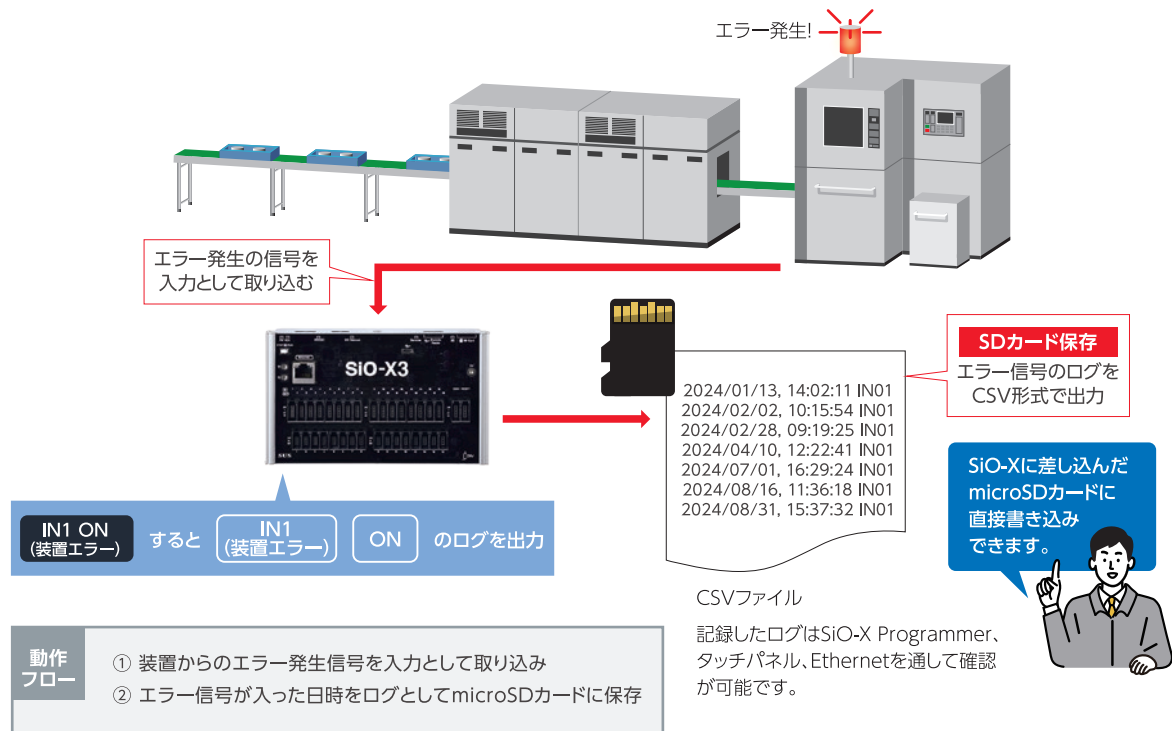 エラー発生!
エラー発生の信号を
入力として取り込む
SiO-X3
SDカード保存
エラー信号のログを
CSV形式で出力
2024/01/13, 14:02:11 IN01
2024/02/02, 10:15:54 IN01
2024/02/28, 09:19:25 IN01
2024/04/10, 12:22:41 IN01
2024/07/01, 16:29:24 IN01
2024/08/16, 11:36:18 IN01
2024/08/31, 15:37:32 IN01
SiO-Xに差し込んだ
microSDカードに
直接書き込み
できます。
IN1 ON
(装置エラー)
すると
IN1
(装置エラー)
ON
のログを出力
CSVファイル
記録したログはSiO-X Programmer、
タッチパネル、Ethernetを通して確認
が可能です。
動作
フロー
① 装置からのエラー発生信号を入力として取り込み
② エラー信号が入った日時をログとしてmicroSDカードに保存